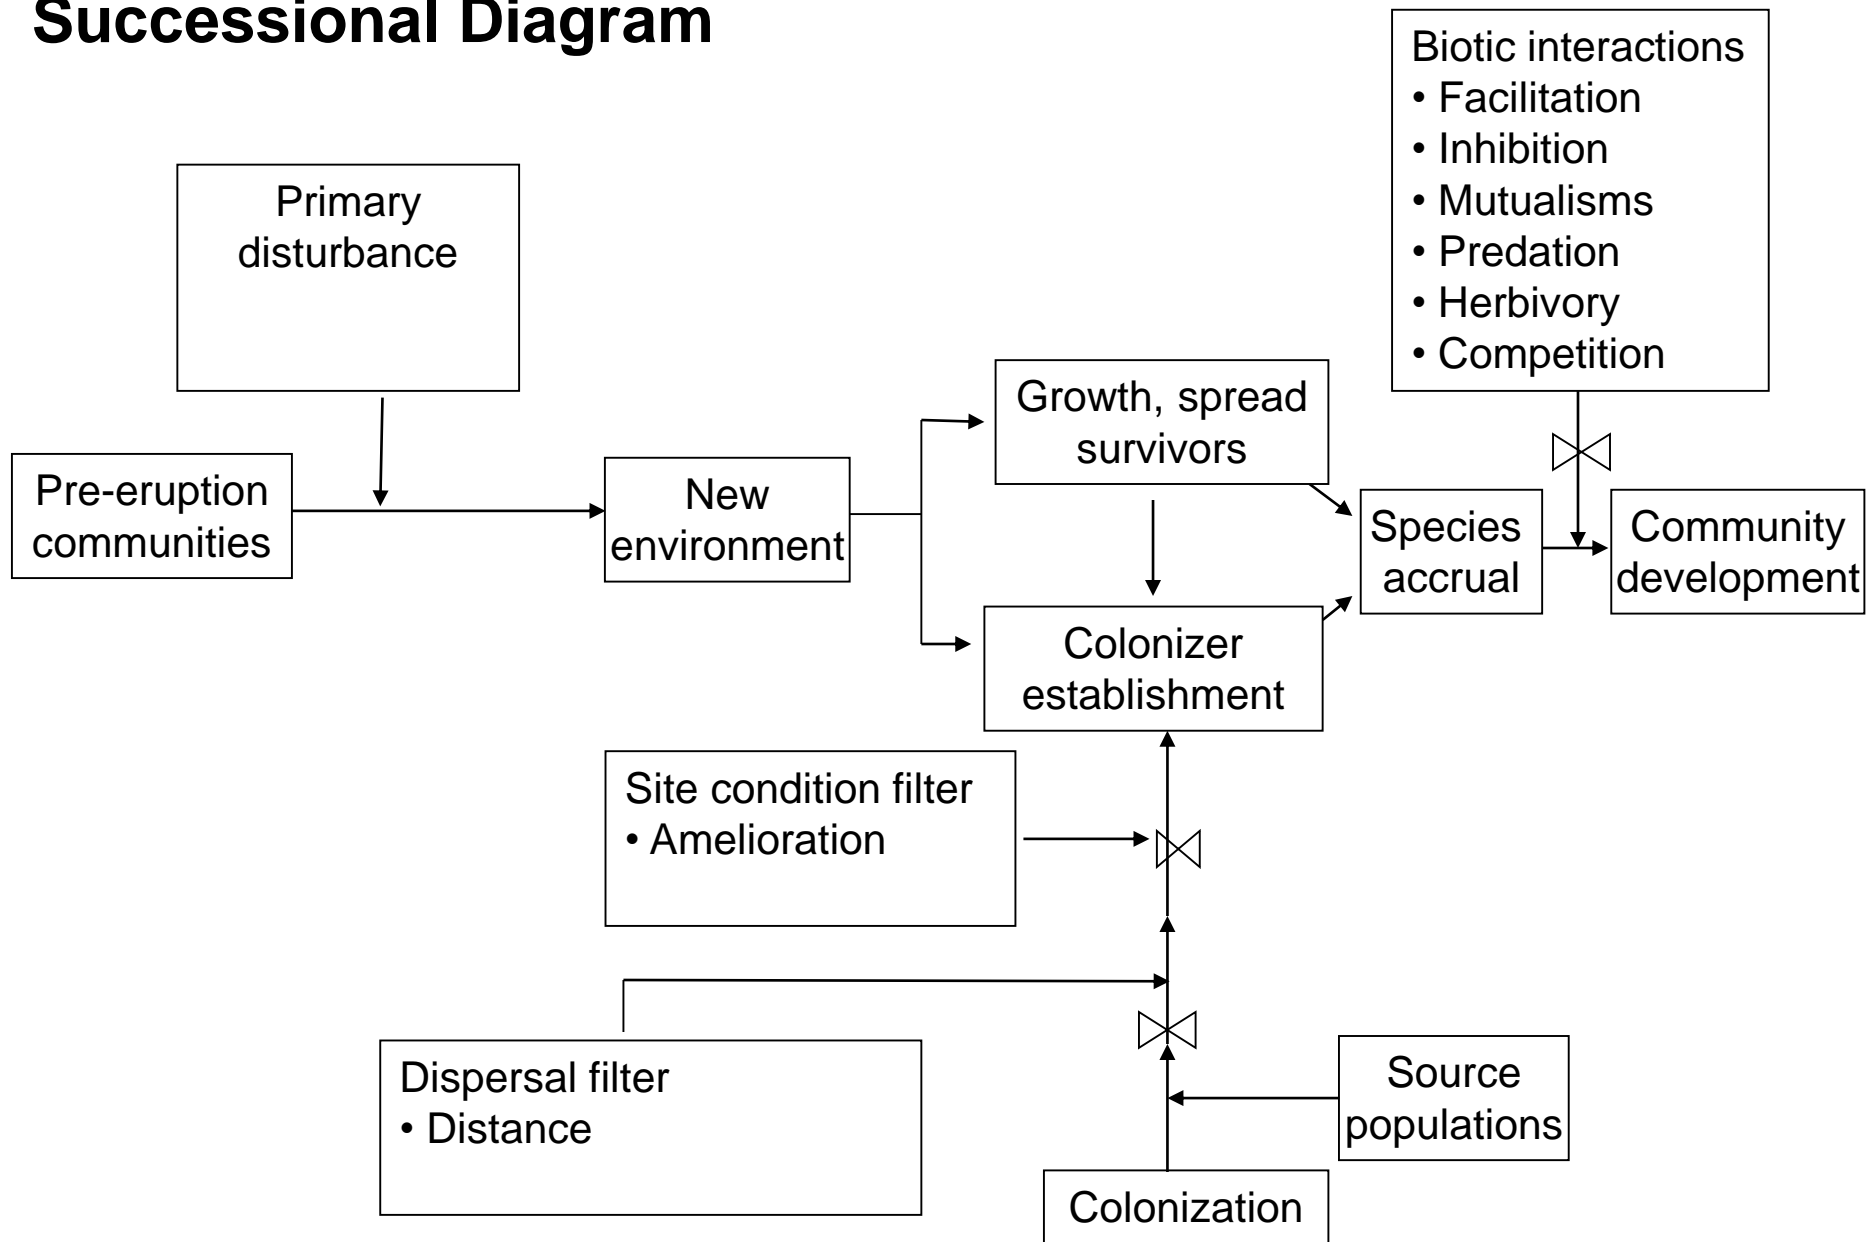 Successional Diagram
Biotic interactions
• Facilitation
• Inhibition
• Mutualisms
• Predation
• Herbivory
• Competition
Primary
disturbance
Growth, spread
survivors
Pre-eruption
communities
New
environment
Species
accrual
Community
development
Colonizer
establishment
Site condition filter
• Amelioration
Dispersal filter
• Distance
Source
populations
Colonization